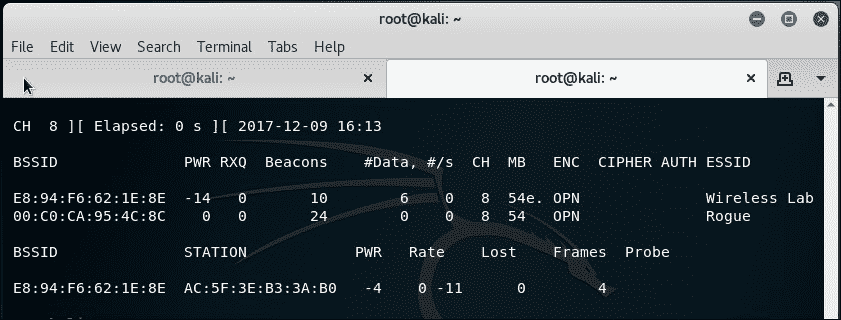 root@kali: ~
File Edit View Search Terminal Tabs Help
root@kali: ~ root@kali: ~
CH 8 ][ Elapsed: 0 s ][ 2017-12-09 16:13
BSSID PWR RXQ Beacons #Data, #/s CH MB ENC CIPHER AUTH ESSID
E8:94:F6:62:1E:8E -14 0 10 6 0 8 54e. OPN Wireless Lab
00:C0:CA:95:4C:8C 0 0 24 0 0 8 54 OPN Rogue
BSSID STATION PWR Rate Lost Frames Probe
E8:94:F6:62:1E:8E AC:5F:3E:B3:3A:B0 -4 0 -11 0 4